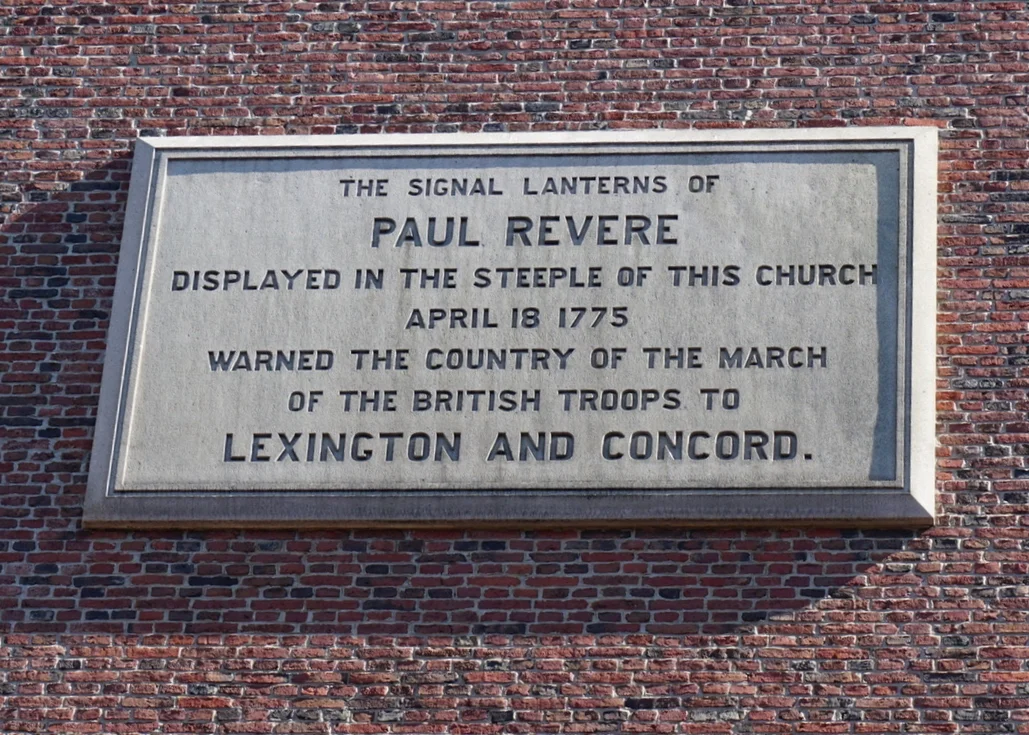 THE SIGNAL LANTERNS OF
PAUL REVERE
DISPLAYED IN THE STEEPLE OF THIS CHURCH
APRIL 18 1775
WARNED THE COUNTRY OF THE MARCH
OF THE BRITISH TROOPS TO
LEXINGTON AND CONCORD.